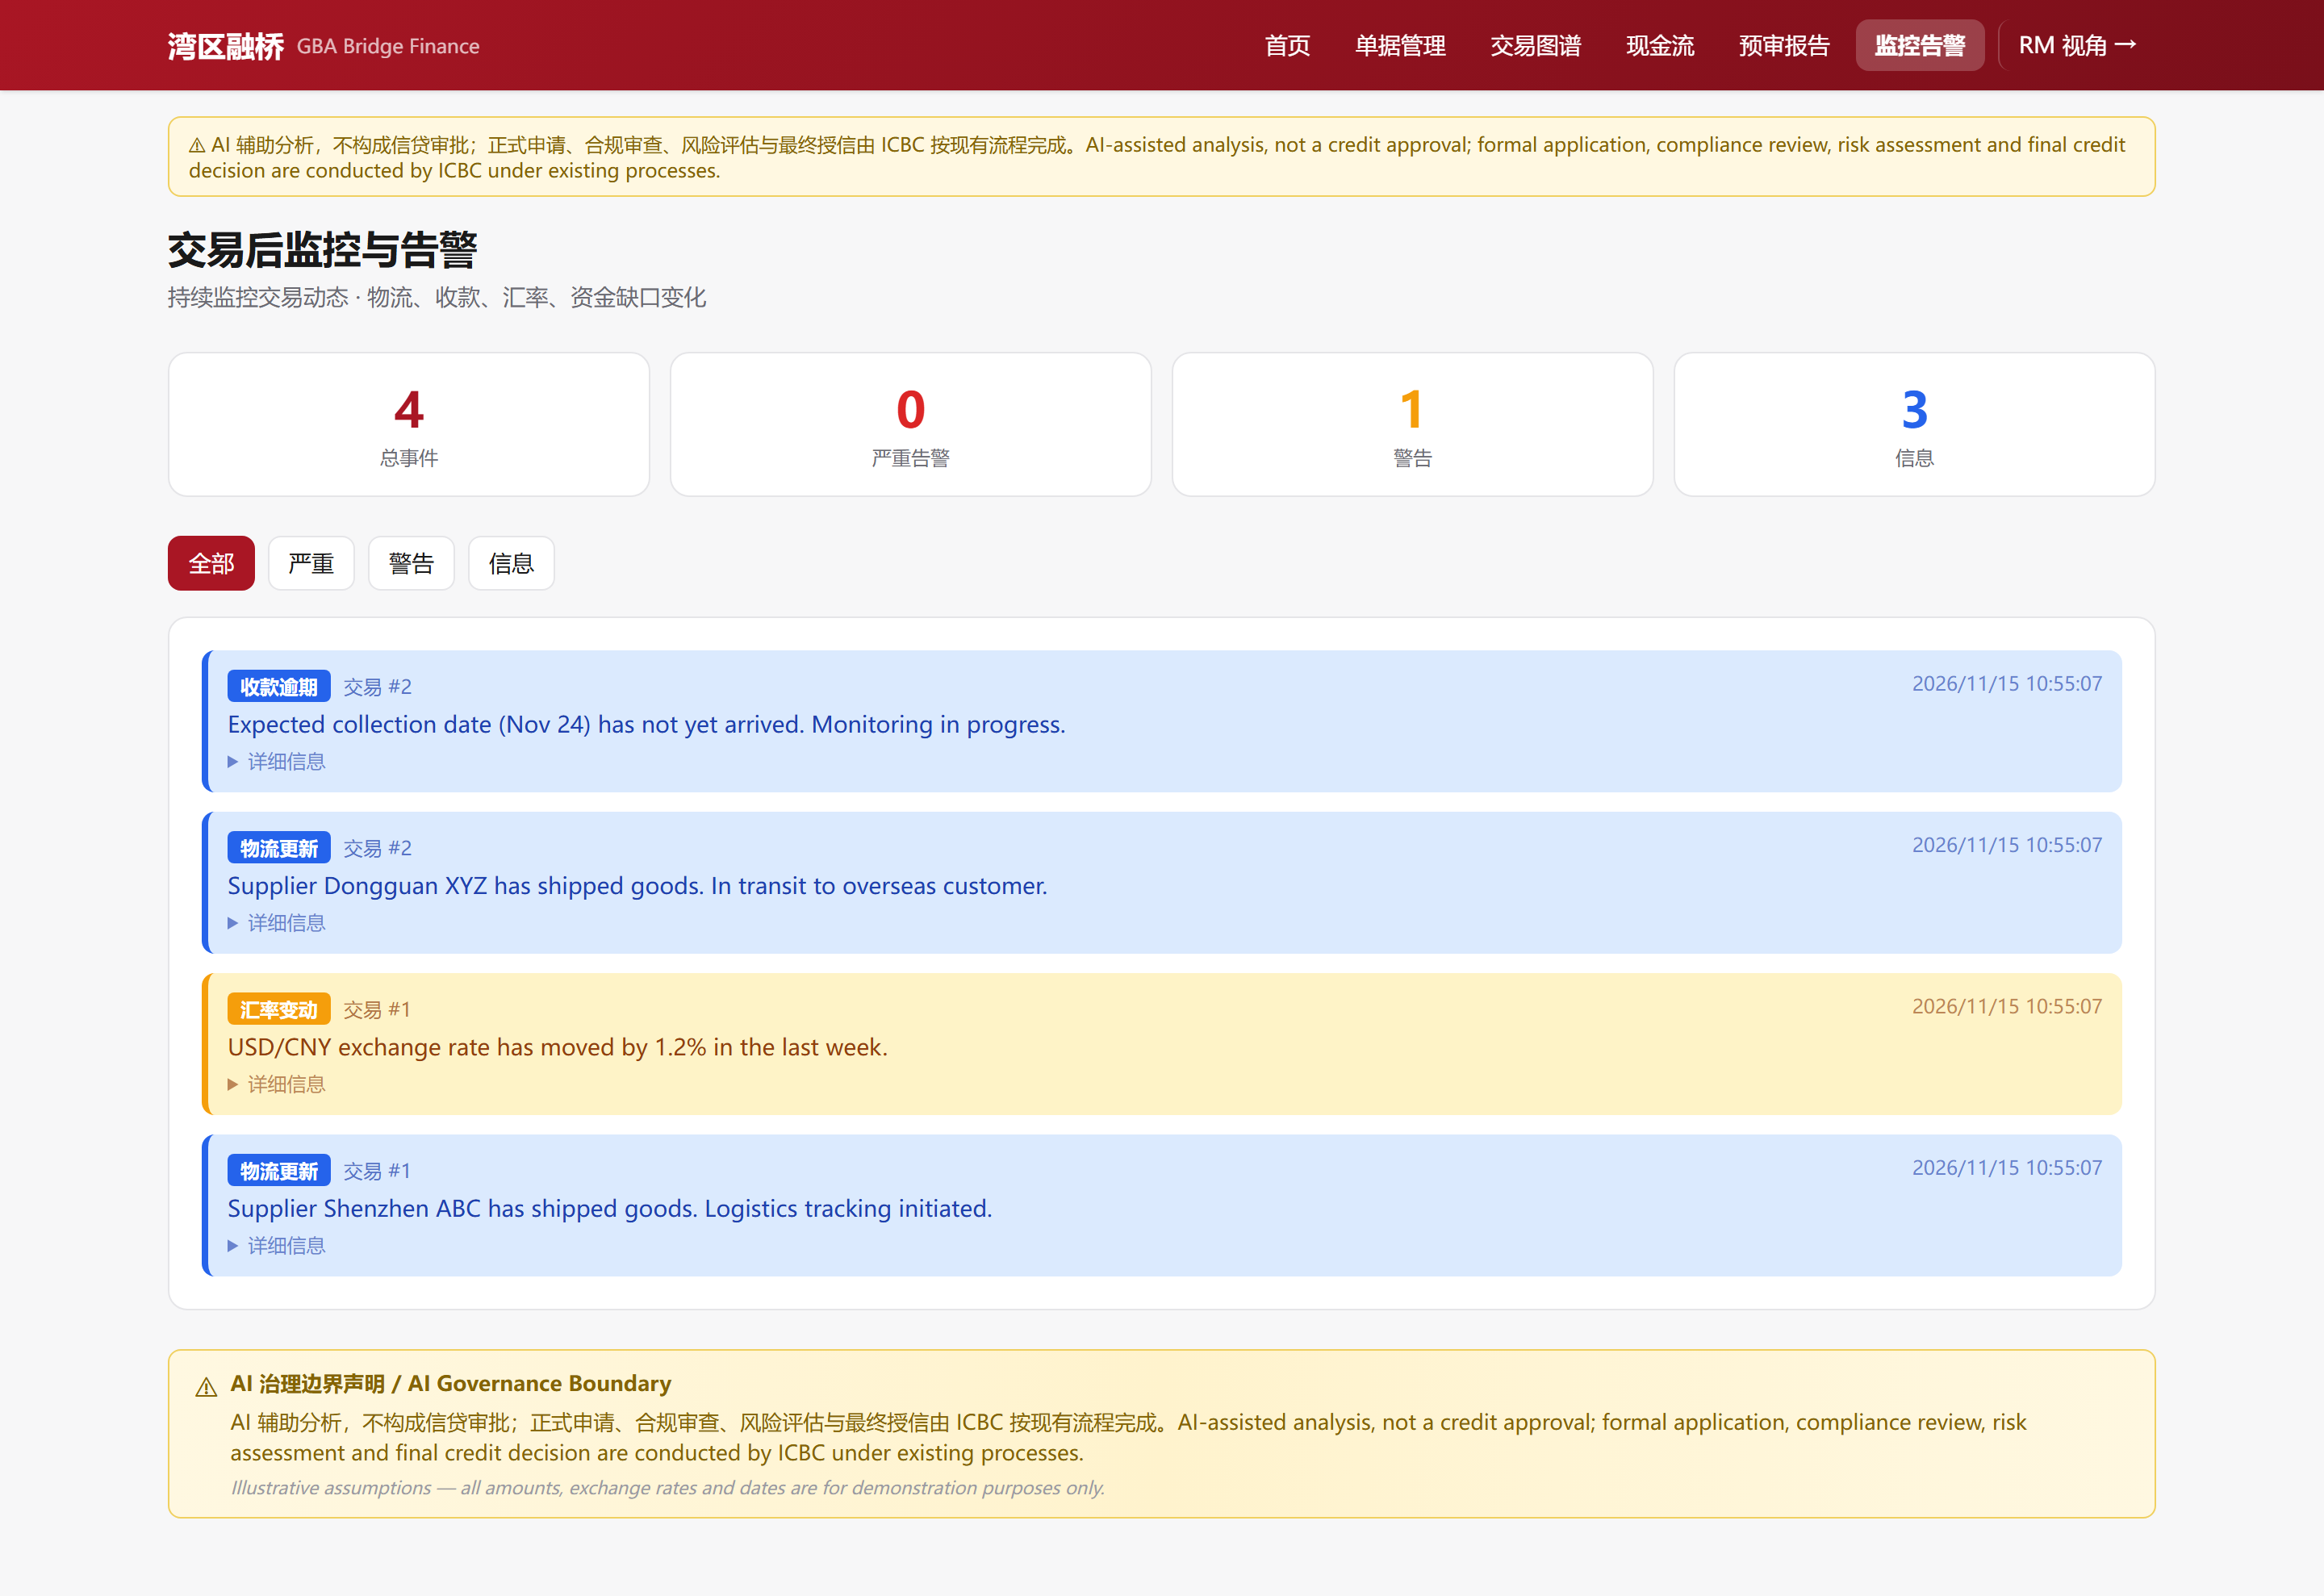 湾区融桥 GBA Bridge Finance 首页 单据管理 交易图谱 现金流 预审报告 监控告警 RM 视角 →
⚠ AI 辅助分析，不构成信贷审批；正式申请、合规审查、风险评估与最终授信由 ICBC 按现有流程完成。AI-assisted analysis, not a credit approval; formal application, compliance review, risk assessment and final credit
decision are conducted by ICBC under existing processes.
交易后监控与告警
持续监控交易动态 · 物流、收款、汇率、资金缺口变化
4 0 1 3
总事件 严重告警 警告 信息
全部 严重 警告 信息
收款逾期 交易 #2 2026/11/15 10:55:07
Expected collection date (Nov 24) has not yet arrived. Monitoring in progress.
▶ 详细信息
物流更新 交易 #2 2026/11/15 10:55:07
Supplier Dongguan XYZ has shipped goods. In transit to overseas customer.
▶ 详细信息
汇率变动 交易 #1 2026/11/15 10:55:07
USD/CNY exchange rate has moved by 1.2% in the last week.
▶ 详细信息
物流更新 交易 #1 2026/11/15 10:55:07
Supplier Shenzhen ABC has shipped goods. Logistics tracking initiated.
▶ 详细信息
⚠ AI 治理边界声明 / AI Governance Boundary
AI 辅助分析，不构成信贷审批；正式申请、合规审查、风险评估与最终授信由 ICBC 按现有流程完成。AI-assisted analysis, not a credit approval; formal application, compliance review, risk
assessment and final credit decision are conducted by ICBC under existing processes.
Illustrative assumptions — all amounts, exchange rates and dates are for demonstration purposes only.